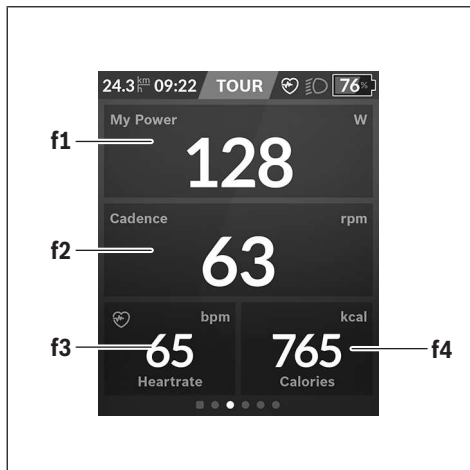 24.3 km/h 09:22 TOUR 76%
My Power W
f1
128
Cadence rpm
f2
63
bpm kcal
f3 65 765 f4
Heartrate Calories